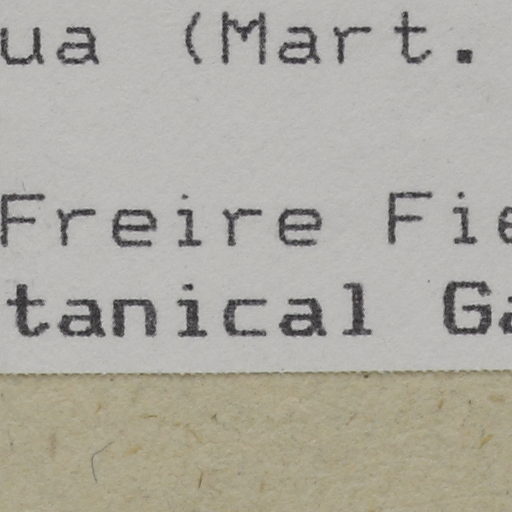 ua (Mart.
Freire Fie
tanical Ga